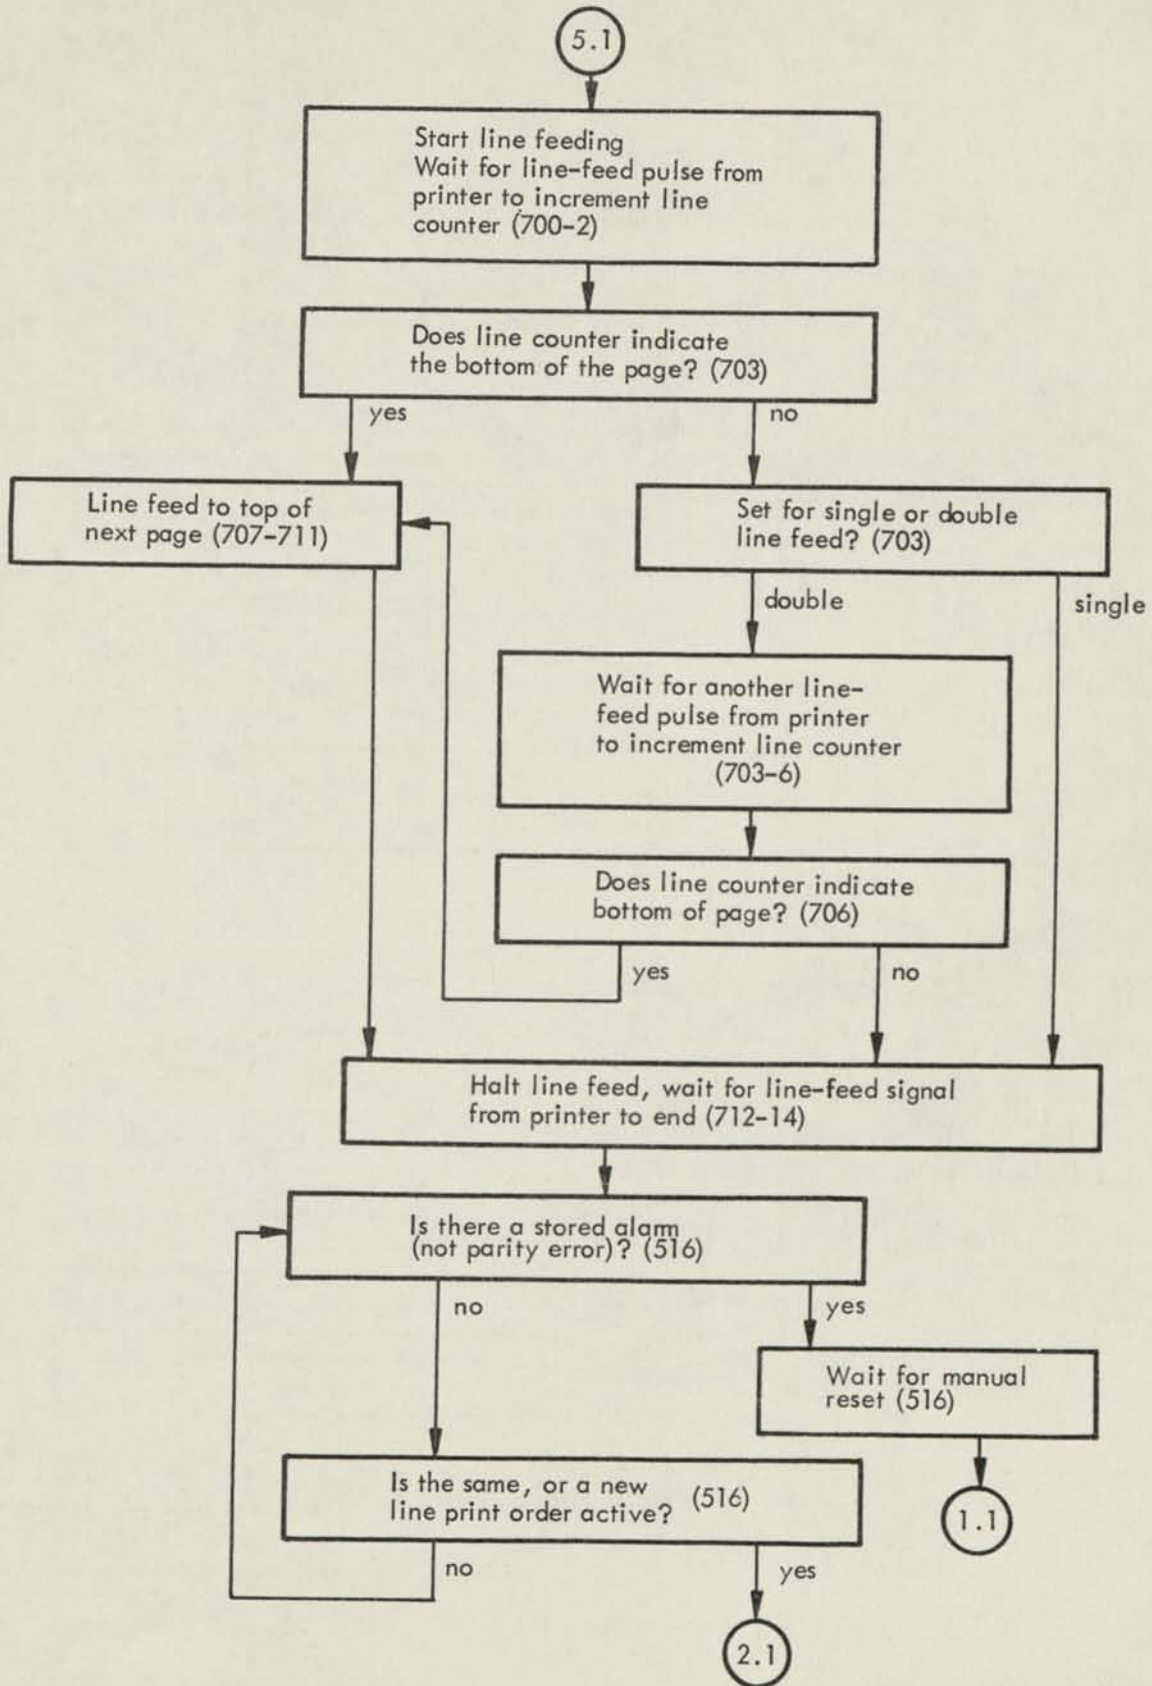 5.1
Start line feeding
Wait for line-feed pulse from
printer to increment line
counter (700-2)
Does line counter indicate
the bottom of the page? (703)
yes
no
Line feed to top of
next page (707-711)
Set for single or double
line feed? (703)
double
single
Wait for another line-
feed pulse from printer
to increment line counter
(703-6)
Does line counter indicate
bottom of page? (706)
yes
no
Halt line feed, wait for line-feed signal
from printer to end (712-14)
Is there a stored alarm
(not parity error)? (516)
no
yes
Wait for manual
reset (516)
Is the same, or a new (516)
line print order active?
1.1
no
yes
2.1